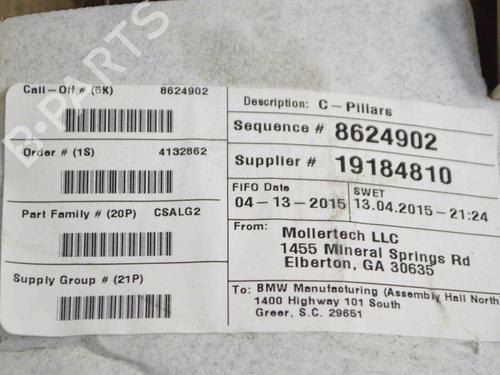 B-PARTS
Call-Off # (5K) 8624902
Order # (1S) 4132862
Part Family # (20P) CSALG2
Supply Group # (21P)
Description: C-Pillars
Sequence # 8624902
Supplier # 19184810
FIFO Date
04-13-2015
SWET
13.04.2015-21:24
From: Mollertech LLC
1455 Mineral Springs Rd
Elberton, GA 30635
To: BMW Manufacturing (Assembly Hall North
1400 Highway 101 South
Greer, S.C. 29651